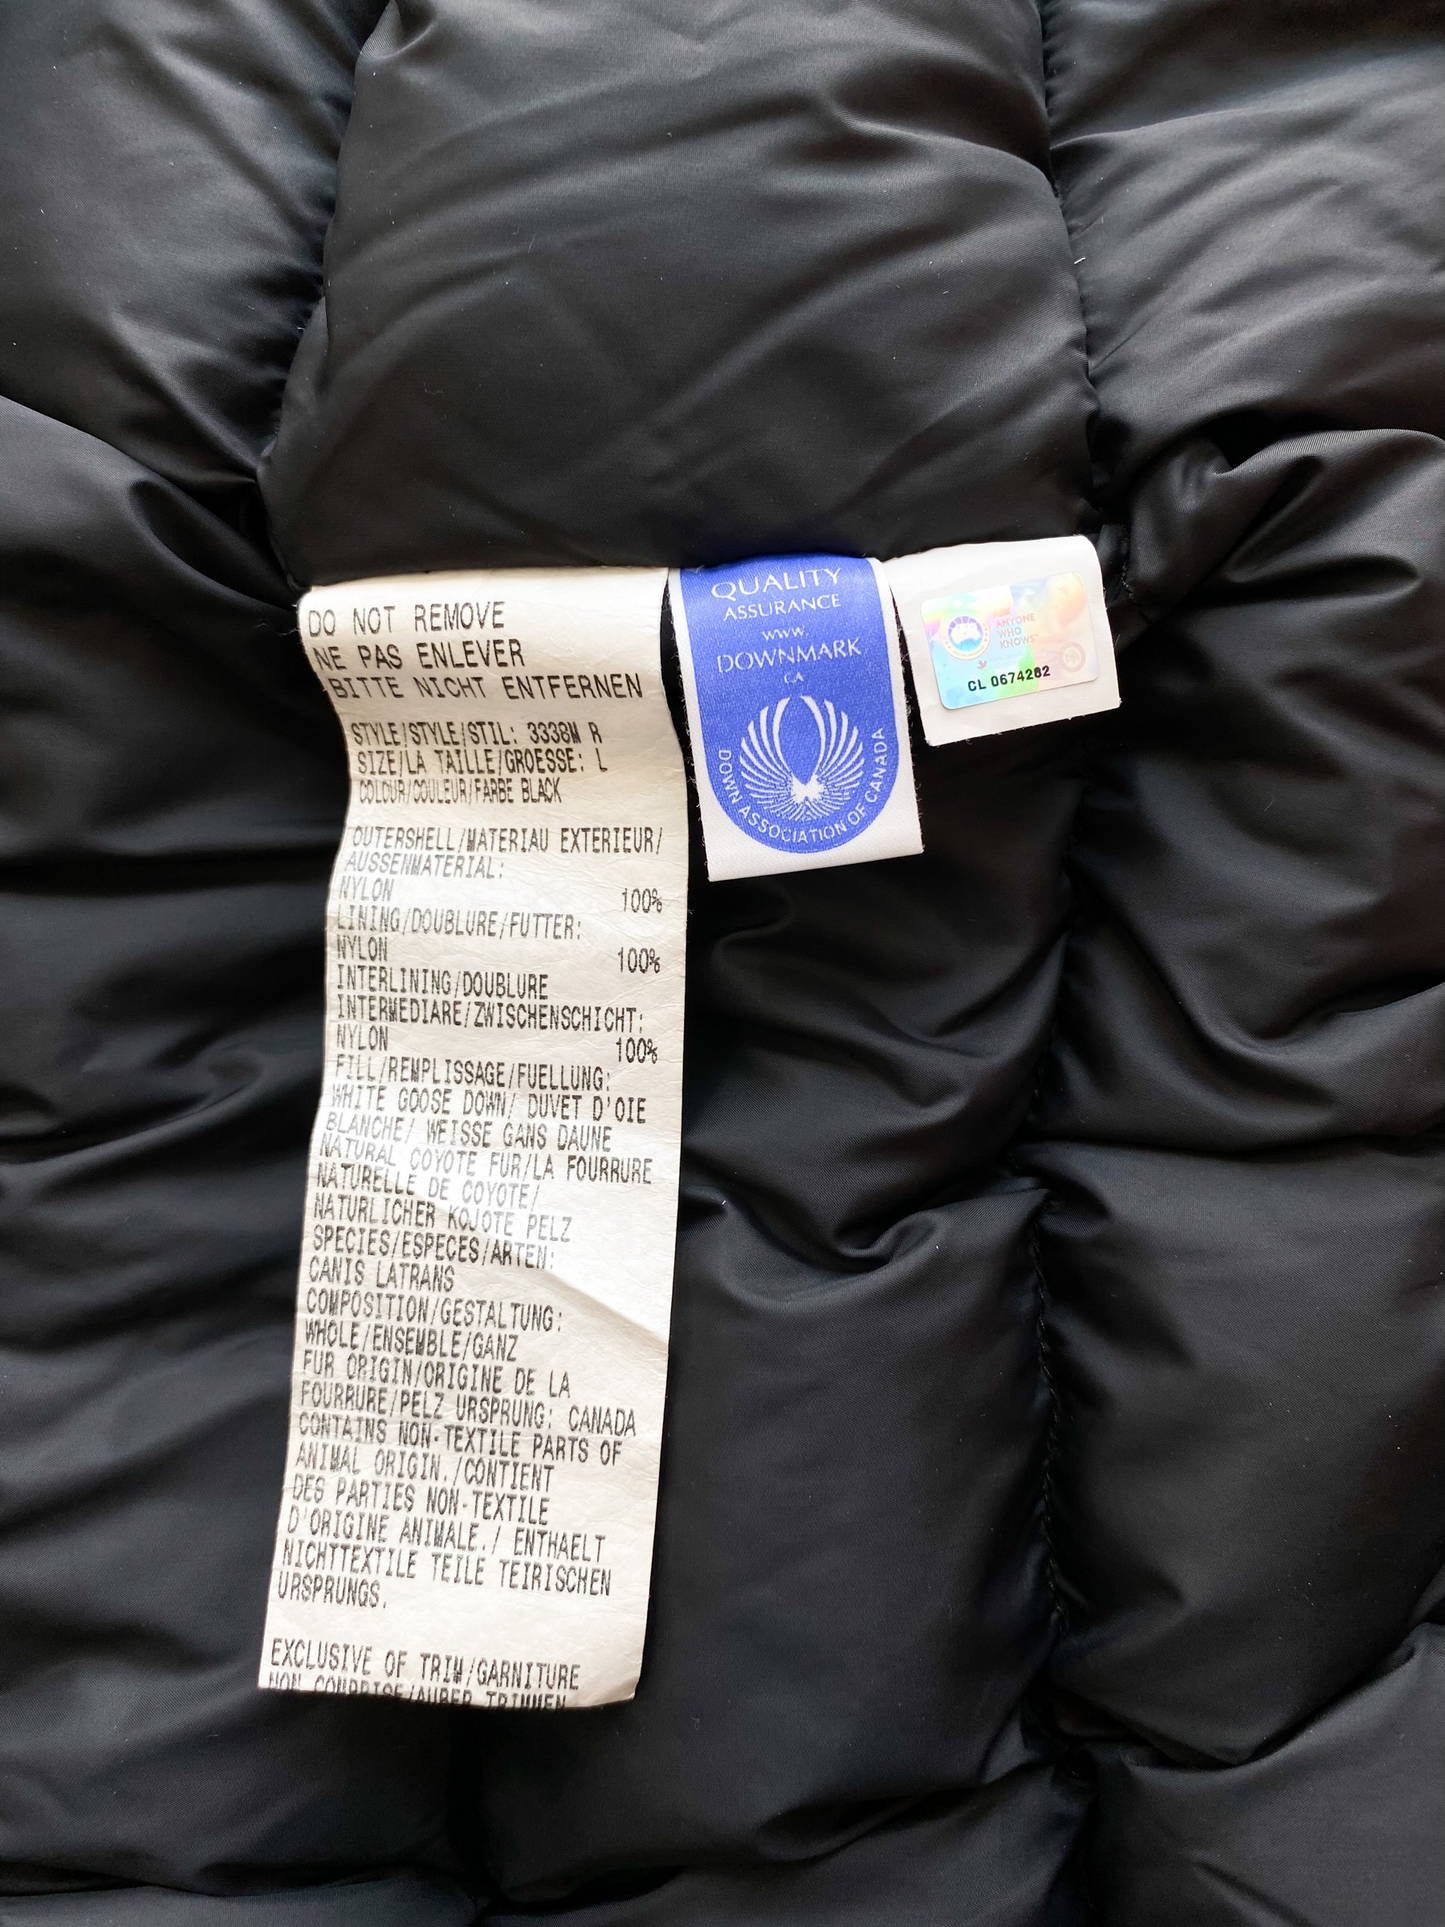 DO NOT REMOVE
NE PAS ENLEVER
BITTE NICHT ENTFERNEN
STYLE/STYLE/STIL: 3338M R
SIZE/LA TAILLE/GROESSE: L
COLOUR/COULEUR/FARBE BLACK
OUTERSHELL/MATERIAU EXTERIEUR/
AUSSENMATERIAL:
NYLON 100%
LINING/DOUBLURE/FUTTER:
NYLON 100%
INTERLINING/DOUBLURE
INTERMEDIARE/ZWISCHENSCHICHT:
NYLON 100%
FILL/REMPLISSAGE/FUELLUNG:
WHITE GOOSE DOWN/ DUVET D'OIE
BLANCHE/ WEISSE GANS DAUNE
NATURAL COYOTE FUR/LA FOURRURE
NATURELLE DE COYOTE/
NATURLICHER KOJOTE PELZ
SPECIES/ESPECES/ARTEN:
CANIS LATRANS
COMPOSITION/GESTALTUNG:
WHOLE/ENSEMBLE/GANZ
FUR ORIGIN/ORIGINE DE LA
FOURRURE/PELZ URSPRUNG: CANADA
CONTAINS NON-TEXTILE PARTS OF
ANIMAL ORIGIN./CONTIENT
DES PARTIES NON-TEXTILE
D'ORIGINE ANIMALE./ ENTHAELT
NICHTTEXTILE TEILE TEIRISCHEN
URSPRUNGS.
EXCLUSIVE OF TRIM/GARNITURE
NON COMPRISE/AUBER TRIMMEN
QUALITY
ASSURANCE
www.
DOWNMARK
CA
DOWN ASSOCIATION OF CANADA
ASK
ANYONE
WHO
KNOWS™
CL 0674282